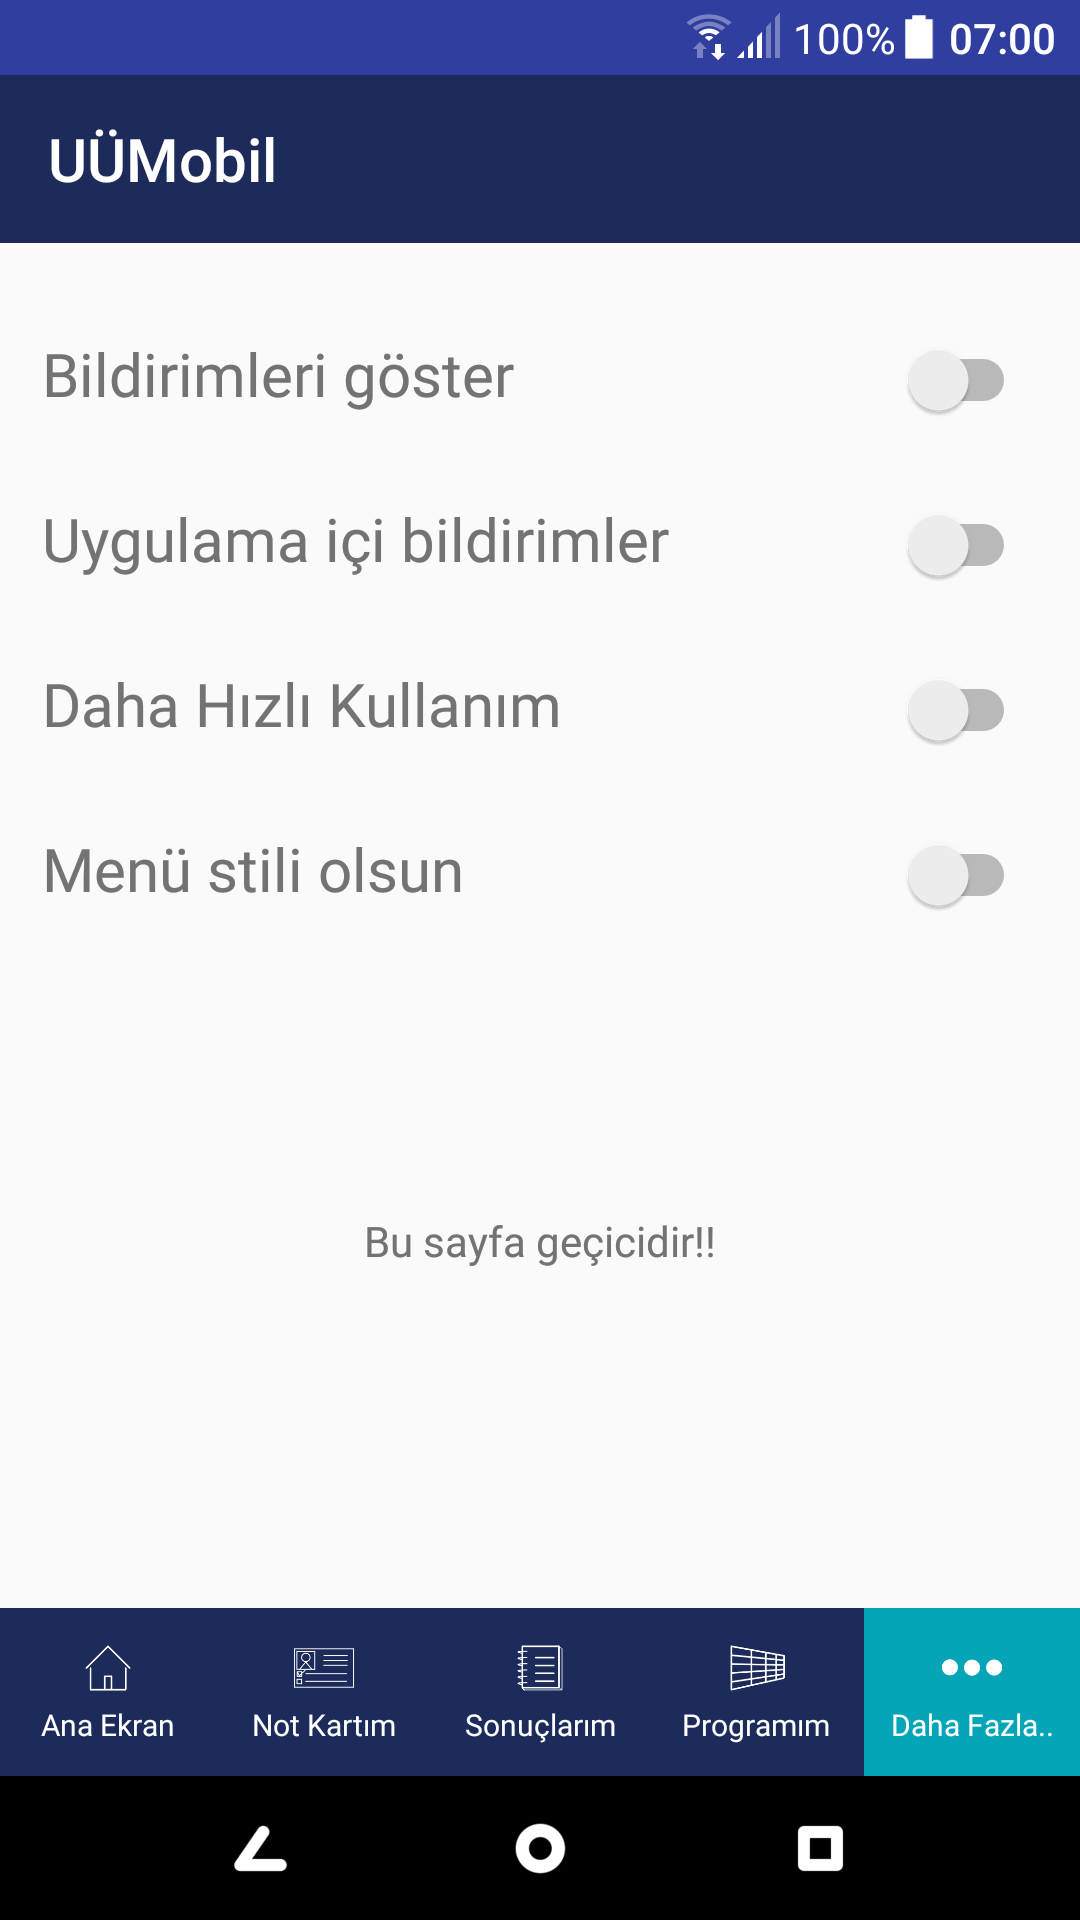 100% 07:00
UÜMobil
Bildirimleri göster
Uygulama içi bildirimler
Daha Hızlı Kullanım
Menü stili olsun
Bu sayfa geçicidir!!
Ana Ekran Not Kartım Sonuçlarım Programım Daha Fazla..